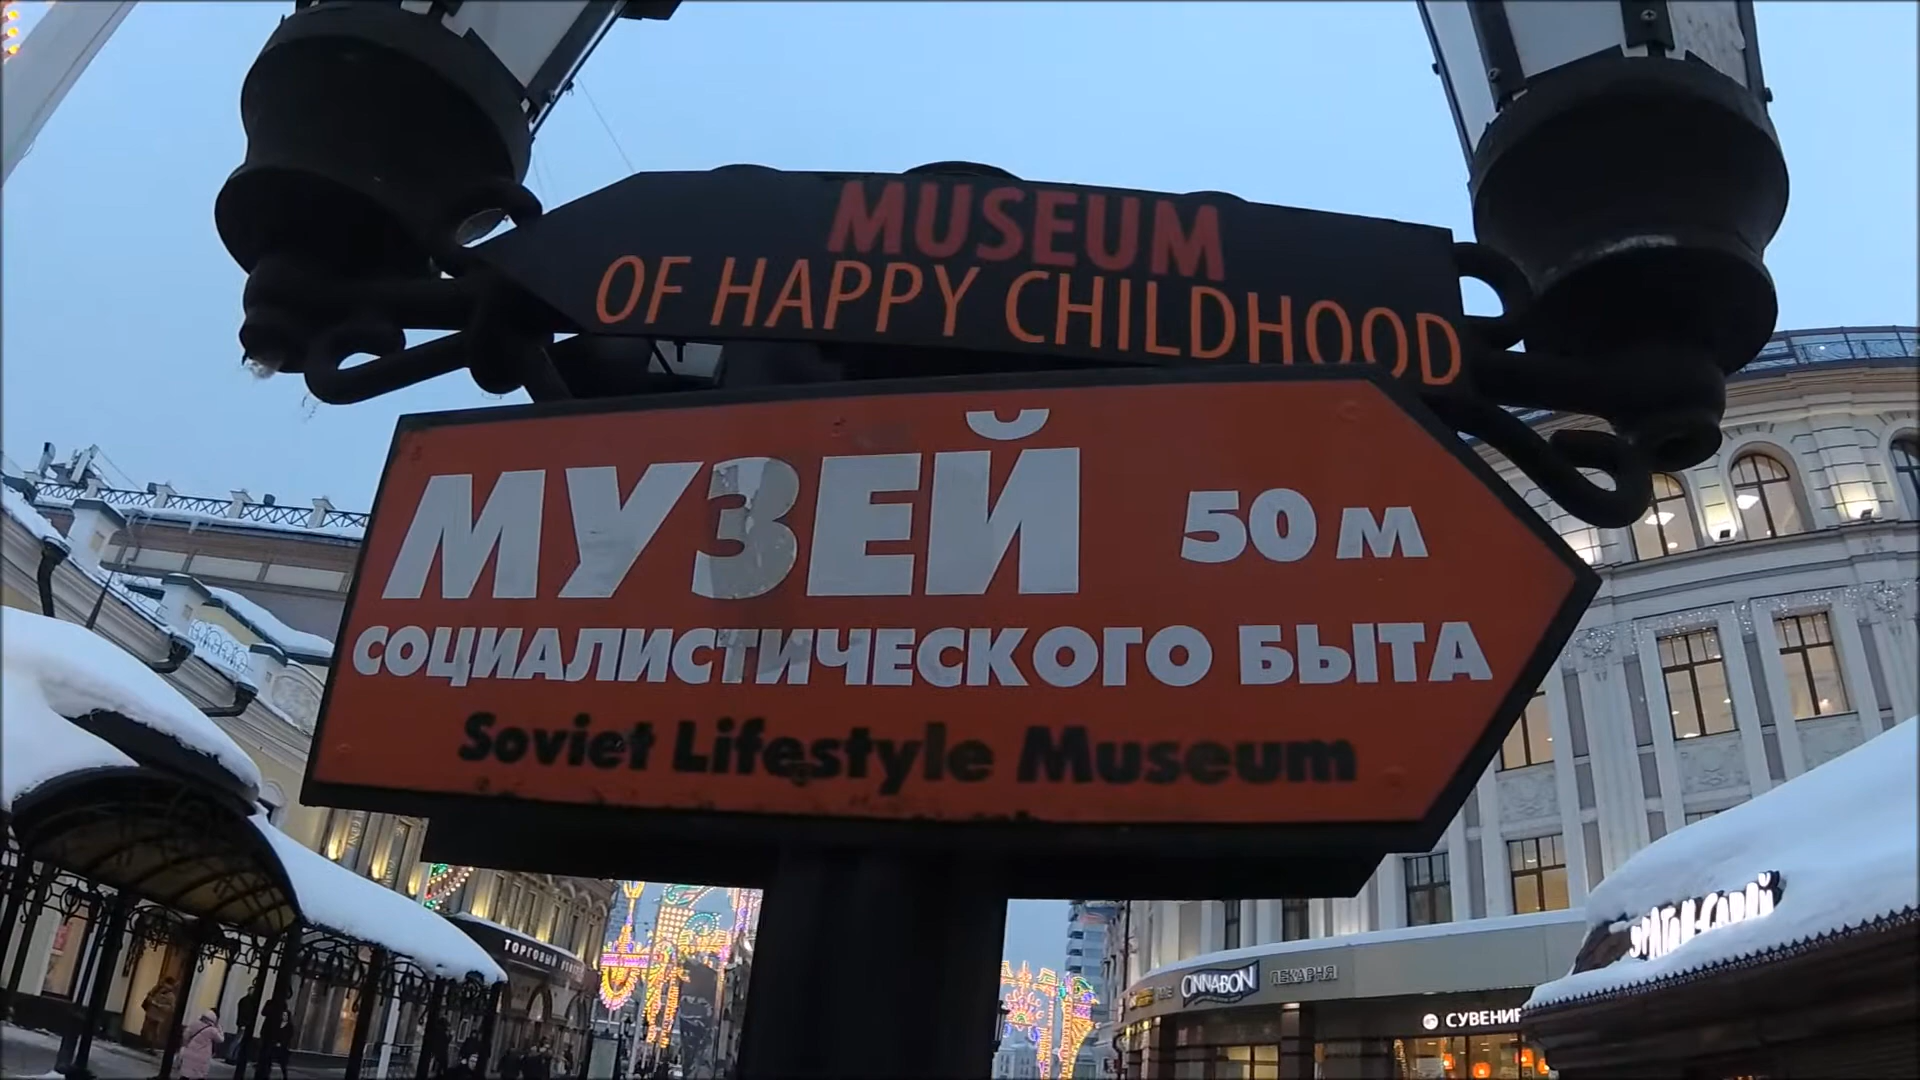 MUSEUM
OF HAPPY CHILDHOOD
МУЗЕЙ 50 м
СОЦИАЛИСТИЧЕСКОГО БЫТА
Soviet Lifestyle Museum
ТОРГОВЫЙ
CINNABON
ПЕКАРНЯ
СУВЕНИР